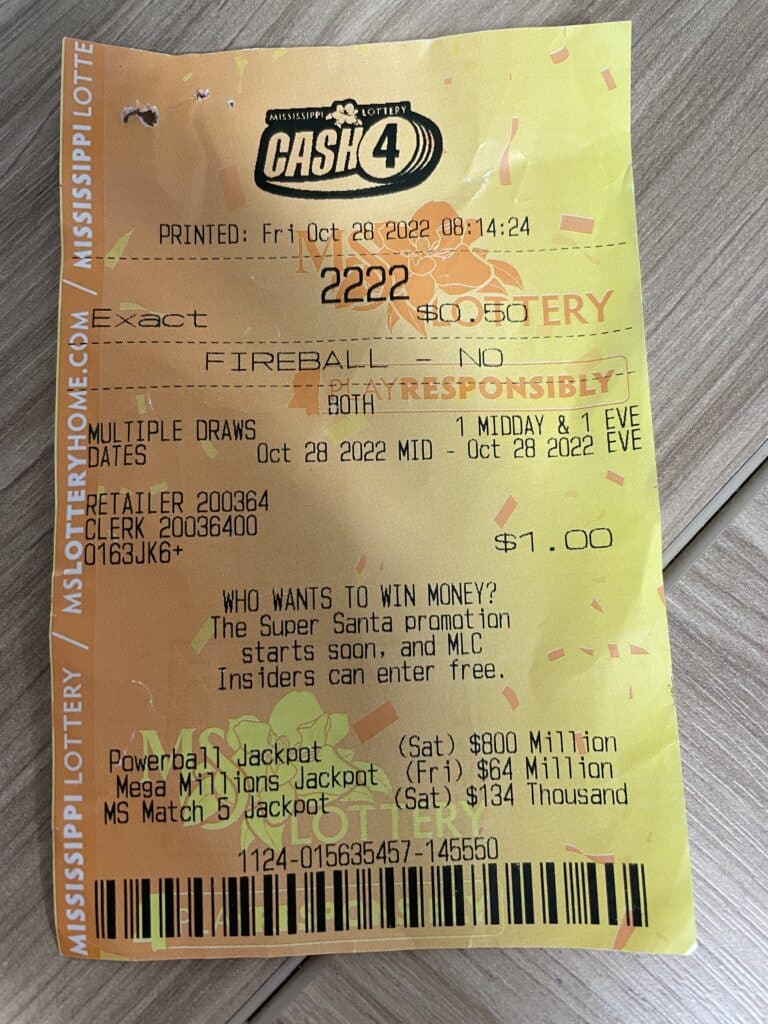 MISSISSIPPI LOTTERY
CASH 4
PRINTED: Fri Oct 28 2022 08:14:24
2222
Exact $0.50
FIREBALL - NO
BOTH
MULTIPLE DRAWS 1 MIDDAY & 1 EVE
DATES Oct 28 2022 MID - Oct 28 2022 EVE
RETAILER 200364
CLERK 20036400
0163JK6+ $1.00
WHO WANTS TO WIN MONEY?
The Super Santa promotion
starts soon, and MLC
Insiders can enter free.
Powerball Jackpot (Sat) $800 Million
Mega Millions Jackpot (Fri) $64 Million
MS Match 5 Jackpot (Sat) $134 Thousand
1124-015635457-145550
MISSISSIPPI LOTTERY / MSLOTTERYHOME.COM / MISSISSIPPI LOTTE
MS LOTTERY
PLAY RESPONSIBLY
MS LOTTERY
PLAY RESPONSIBLY